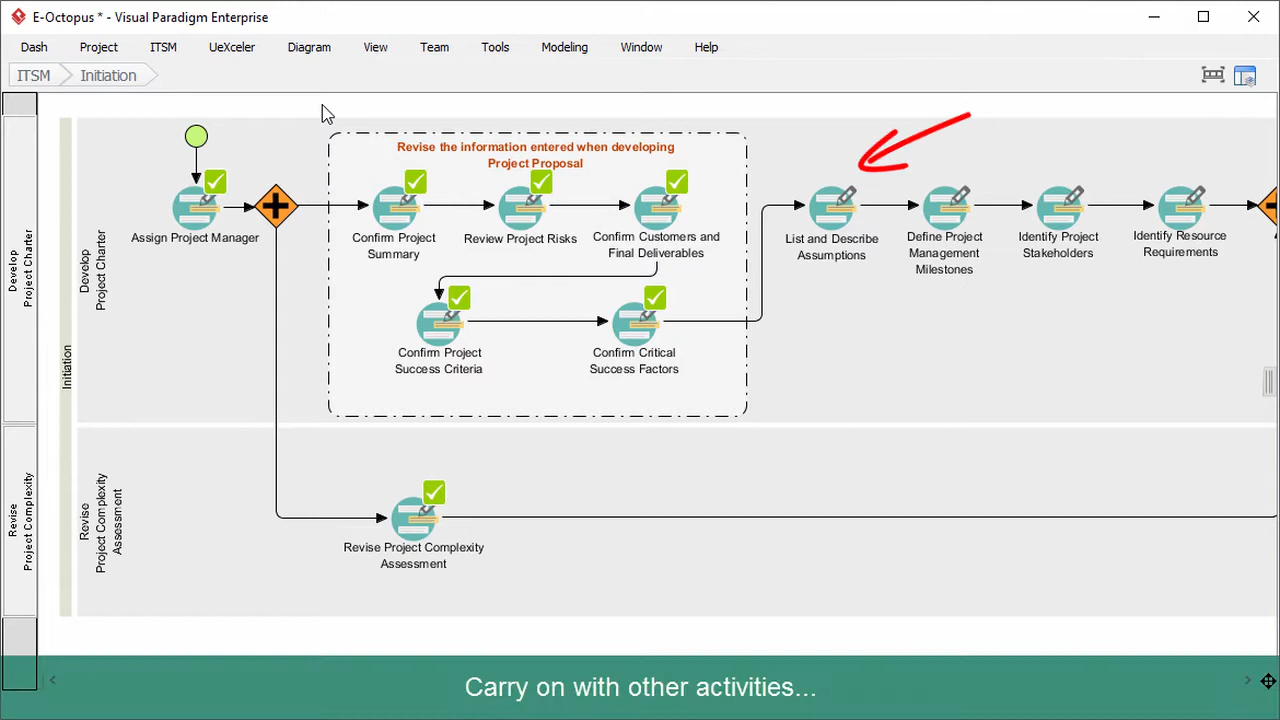 E-Octopus * - Visual Paradigm Enterprise
Dash Project ITSM UeXceler Diagram View Team Tools Modeling Window Help
ITSM Initiation
Develop
Project Charter
Revise
Project Complexity
Initiation
Develop
Project Charter
Assign Project Manager
Revise the information entered when developing
Project Proposal
Confirm Project
Summary
Review Project Risks
Confirm Customers and
Final Deliverables
Confirm Project
Success Criteria
Confirm Critical
Success Factors
List and Describe
Assumptions
Define Project
Management
Milestones
Identify Project
Stakeholders
Identify Resource
Requirements
Revise
Project Complexity
Assessment
Revise Project Complexity
Assessment
Carry on with other activities...